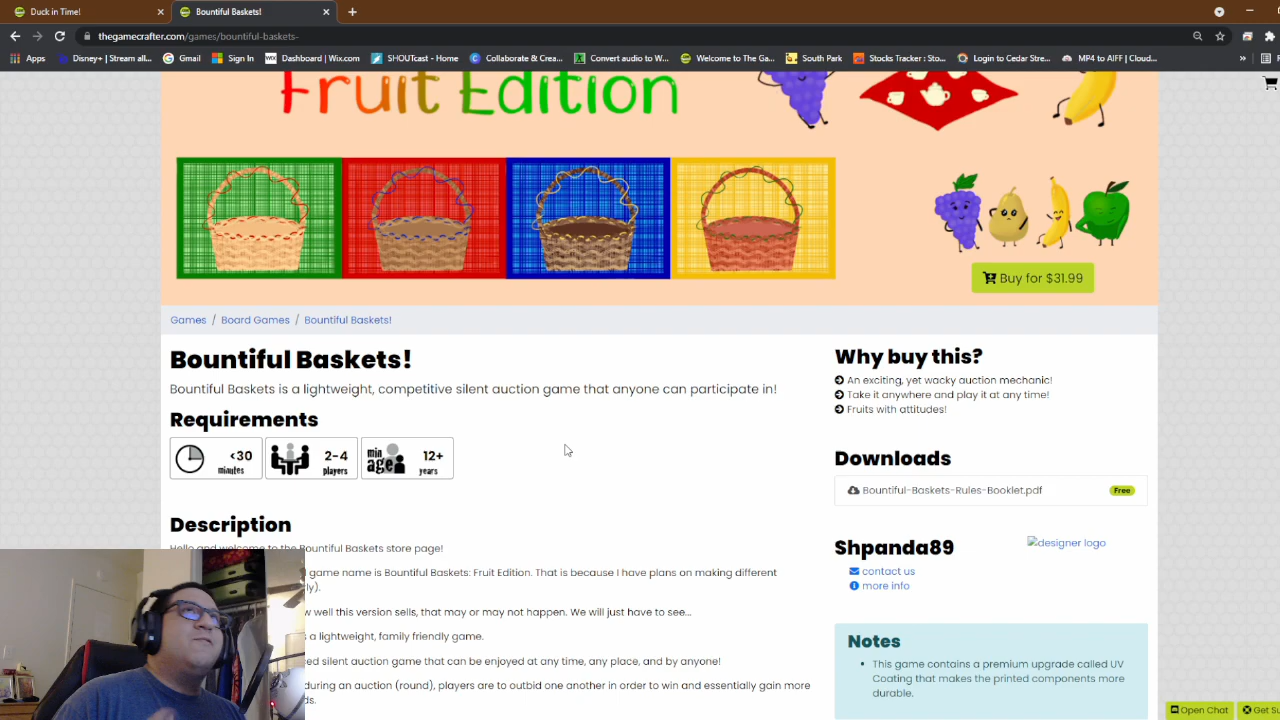 Duck in Time!
Bountiful Baskets!
thegamecrafter.com/games/bountiful-baskets-
Apps
Disney+ | Stream all...
Gmail
Sign In
Dashboard | Wix.com
SHOUTcast - Home
Collaborate & Crea...
Convert audio to W...
Welcome to The Ga...
South Park
Stocks Tracker : Sto...
Login to Cedar Stre...
MP4 to AIFF | Cloud...
Fruit Edition
Buy for $31.99
Games / Board Games / Bountiful Baskets!
Bountiful Baskets!
Bountiful Baskets is a lightweight, competitive silent auction game that anyone can participate in!
Requirements
<30 minutes
2-4 players
min age 12+ years
Description
Hello and welcome to the Bountiful Baskets store page!
game name is Bountiful Baskets: Fruit Edition. That is because I have plans on making different
well this version sells, that may or may not happen. We will just have to see...
a lightweight, family friendly game.
silent auction game that can be enjoyed at any time, any place, and by anyone!
during an auction (round), players are to outbid one another in order to win and essentially gain more
Why buy this?
An exciting, yet wacky auction mechanic!
Take it anywhere and play it at any time!
Fruits with attitudes!
Downloads
Bountiful-Baskets-Rules-Booklet.pdf Free
Shpanda89
designer logo
contact us
more info
Notes
This game contains a premium upgrade called UV
Coating that makes the printed components more
durable.
Open Chat
Get Su